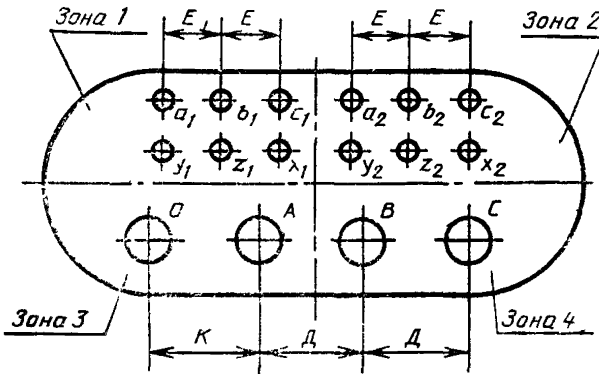 E E E E
Зона 1 Зона 2
a₁ b₁ c₁ a₂ b₂ c₂
y₁ z₁ x₁ y₂ z₂ x₂
O A B C
Зона 3 Зона 4
К Д Д